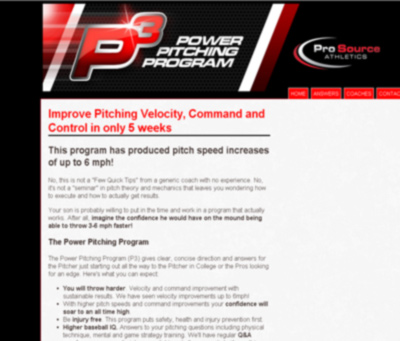 P3
POWER
PITCHING
PROGRAM
ProSource
ATHLETICS
HOME ANSWERS COACHES CONTAC
Improve Pitching Velocity, Command and
Control in only 5 weeks
This program has produced pitch speed increases
of up to 6 mph!
No, this is not a "Few Quick Tips" from a generic coach with no experience. No,
it's not a "seminar" in pitch theory and mechanics that leaves you wondering how
to execute and how to actually get results.
Your son is probably willing to put in the time and work in a program that actually
works. After all, imagine the confidence he would have on the mound being
able to throw 3-6 mph faster!
The Power Pitching Program
The Power Pitching Program (P3) gives clear, concise direction and answers for
the Pitcher just starting out all the way to the Pitcher in College or the Pros looking
for an edge. Here's what you can expect:
• You will throw harder. Velocity and command improvement with
sustainable results. We have seen velocity improvements up to 6mph!
• With higher pitch speeds and command improvements your confidence will
soar to an all time high.
• Be injury free. This program puts safety, health and injury prevention first.
• Higher baseball IQ. Answers to your pitching questions including physical
technique, mental and game strategy training. We'll have regular Q&A